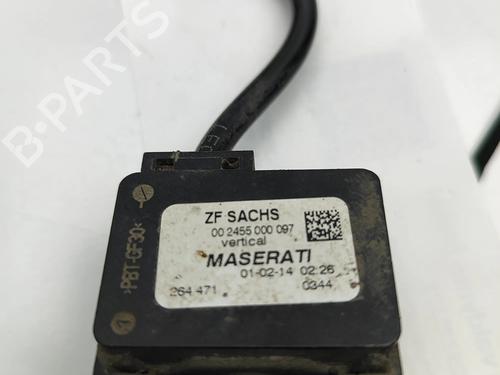 B-PARTS
ZF SACHS
00 2455 000 097
vertical
MASERATI
01-02-14 02:26
264 471 0344
>PBT-GF30<